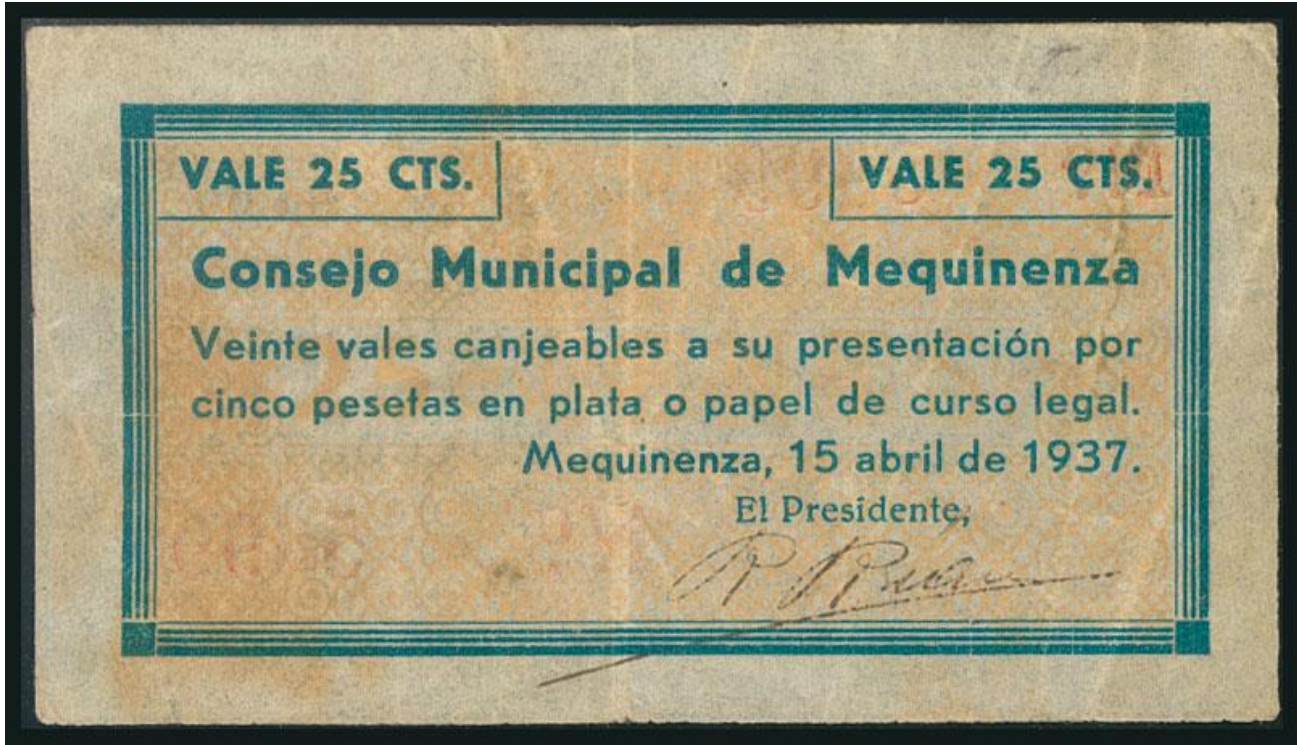 VALE 25 CTS. VALE 25 CTS.
Consejo Municipal de Mequinenza
Veinte vales canjeables a su presentación por
cinco pesetas en plata o papel de curso legal.
Mequinenza, 15 abril de 1937.
El Presidente,